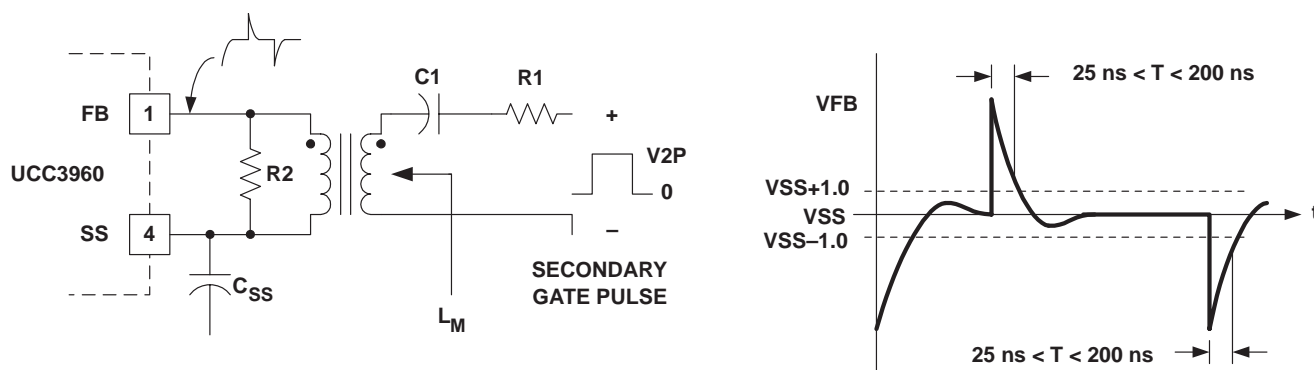 FB
1
UCC3960
SS
4
C_SS
R2
C1
R1
+
V2P
0
–
SECONDARY
GATE PULSE
L_M
25 ns < T < 200 ns
VFB
VSS+1.0
VSS
VSS–1.0
t
25 ns < T < 200 ns